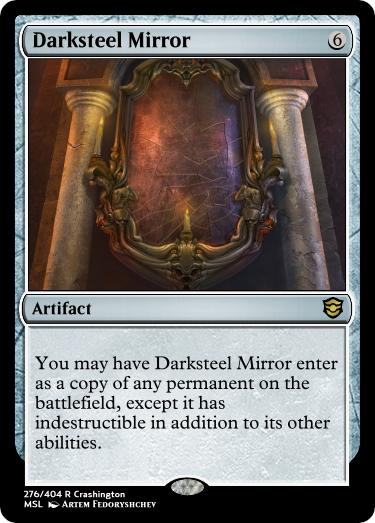 Darksteel Mirror 6
Artifact
You may have Darksteel Mirror enter
as a copy of any permanent on the
battlefield, except it has
indestructible in addition to its other
abilities.
276/404 R Crashington
MSL Artem Fedoryshchev